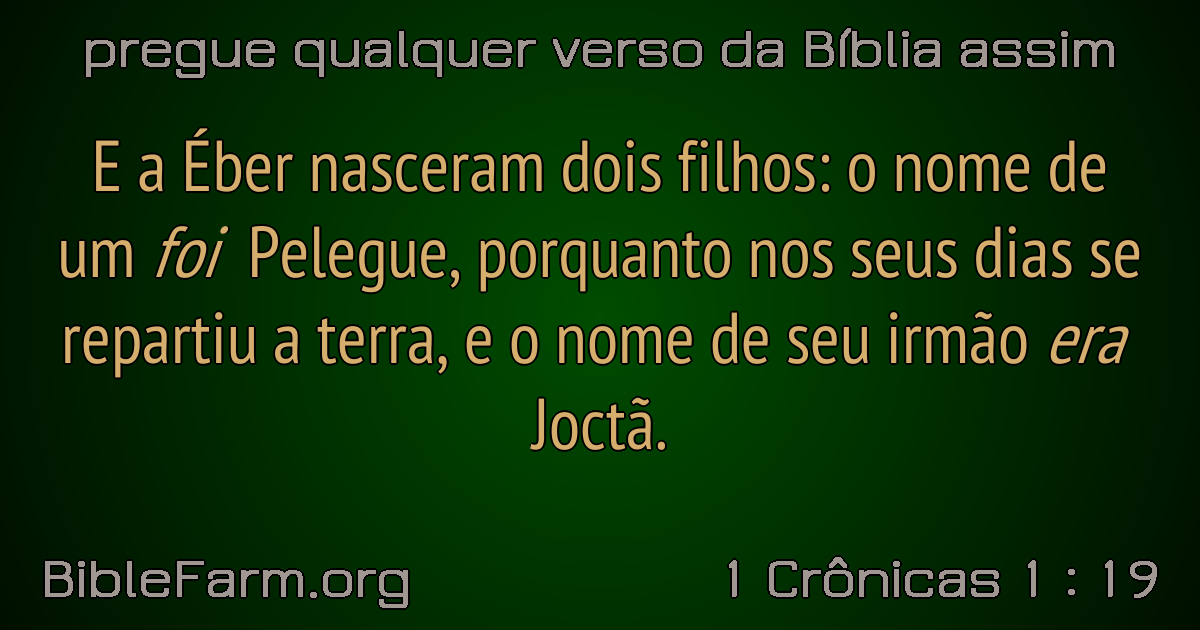 pregue qualquer verso da Bíblia assim
E a Éber nasceram dois filhos: o nome de
um foi Pelegue, porquanto nos seus dias se
repartiu a terra, e o nome de seu irmão era
Joctã.
BibleFarm.org
1 Crônicas 1 : 19